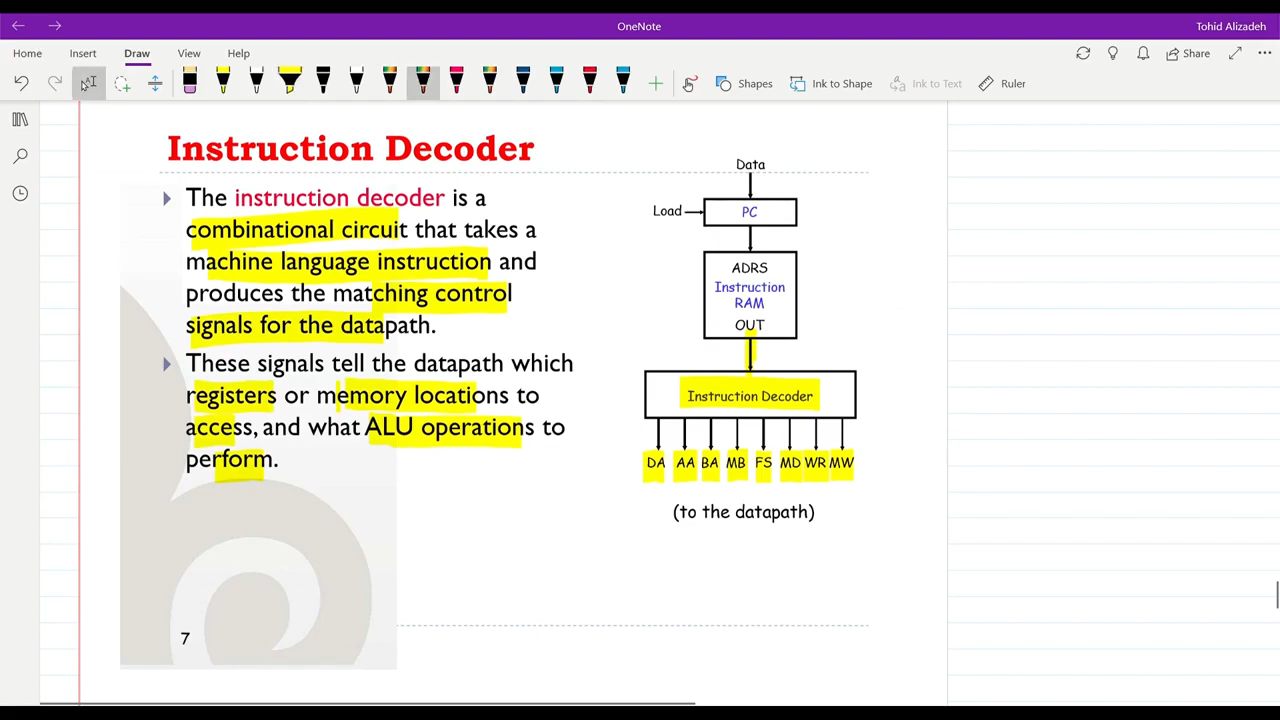 OneNote
Tohid Alizadeh
Home
Insert
Draw
View
Help
Share
Shapes
Ink to Shape
Ink to Text
Ruler
Instruction Decoder
The instruction decoder is a
combinational circuit that takes a
machine language instruction and
produces the matching control
signals for the datapath.
These signals tell the datapath which
registers or memory locations to
access, and what ALU operations to
perform.
7
Data
Load
PC
ADRS
Instruction
RAM
OUT
Instruction Decoder
DA AA BA MB FS MD WR MW
(to the datapath)